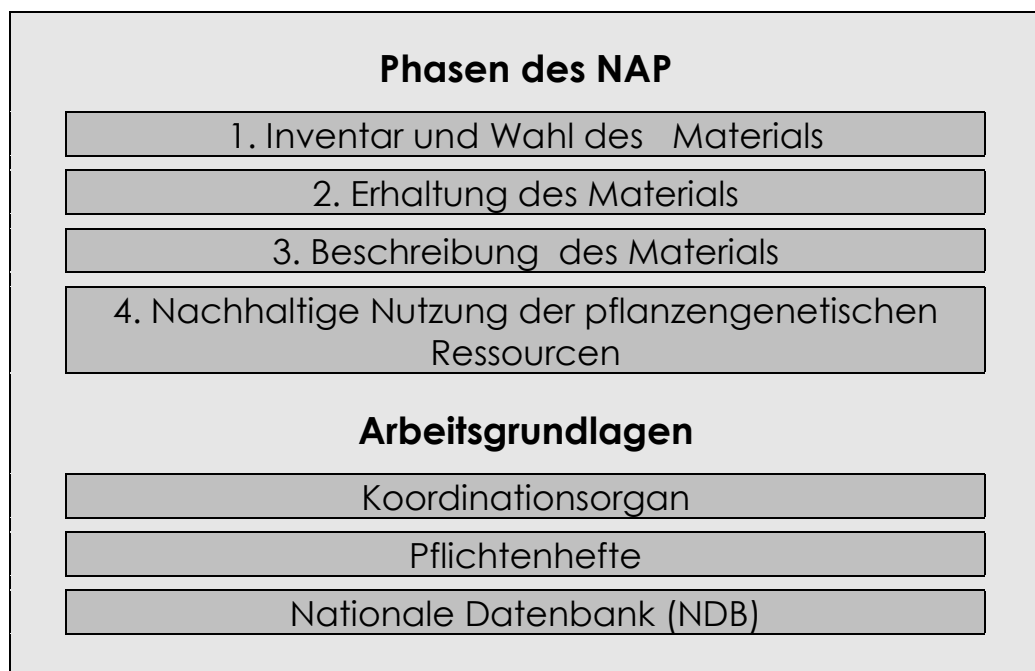 Phasen des NAP
1. Inventar und Wahl des Materials
2. Erhaltung des Materials
3. Beschreibung des Materials
4. Nachhaltige Nutzung der pflanzengenetischen
Ressourcen
Arbeitsgrundlagen
Koordinationsorgan
Pflichtenhefte
Nationale Datenbank (NDB)